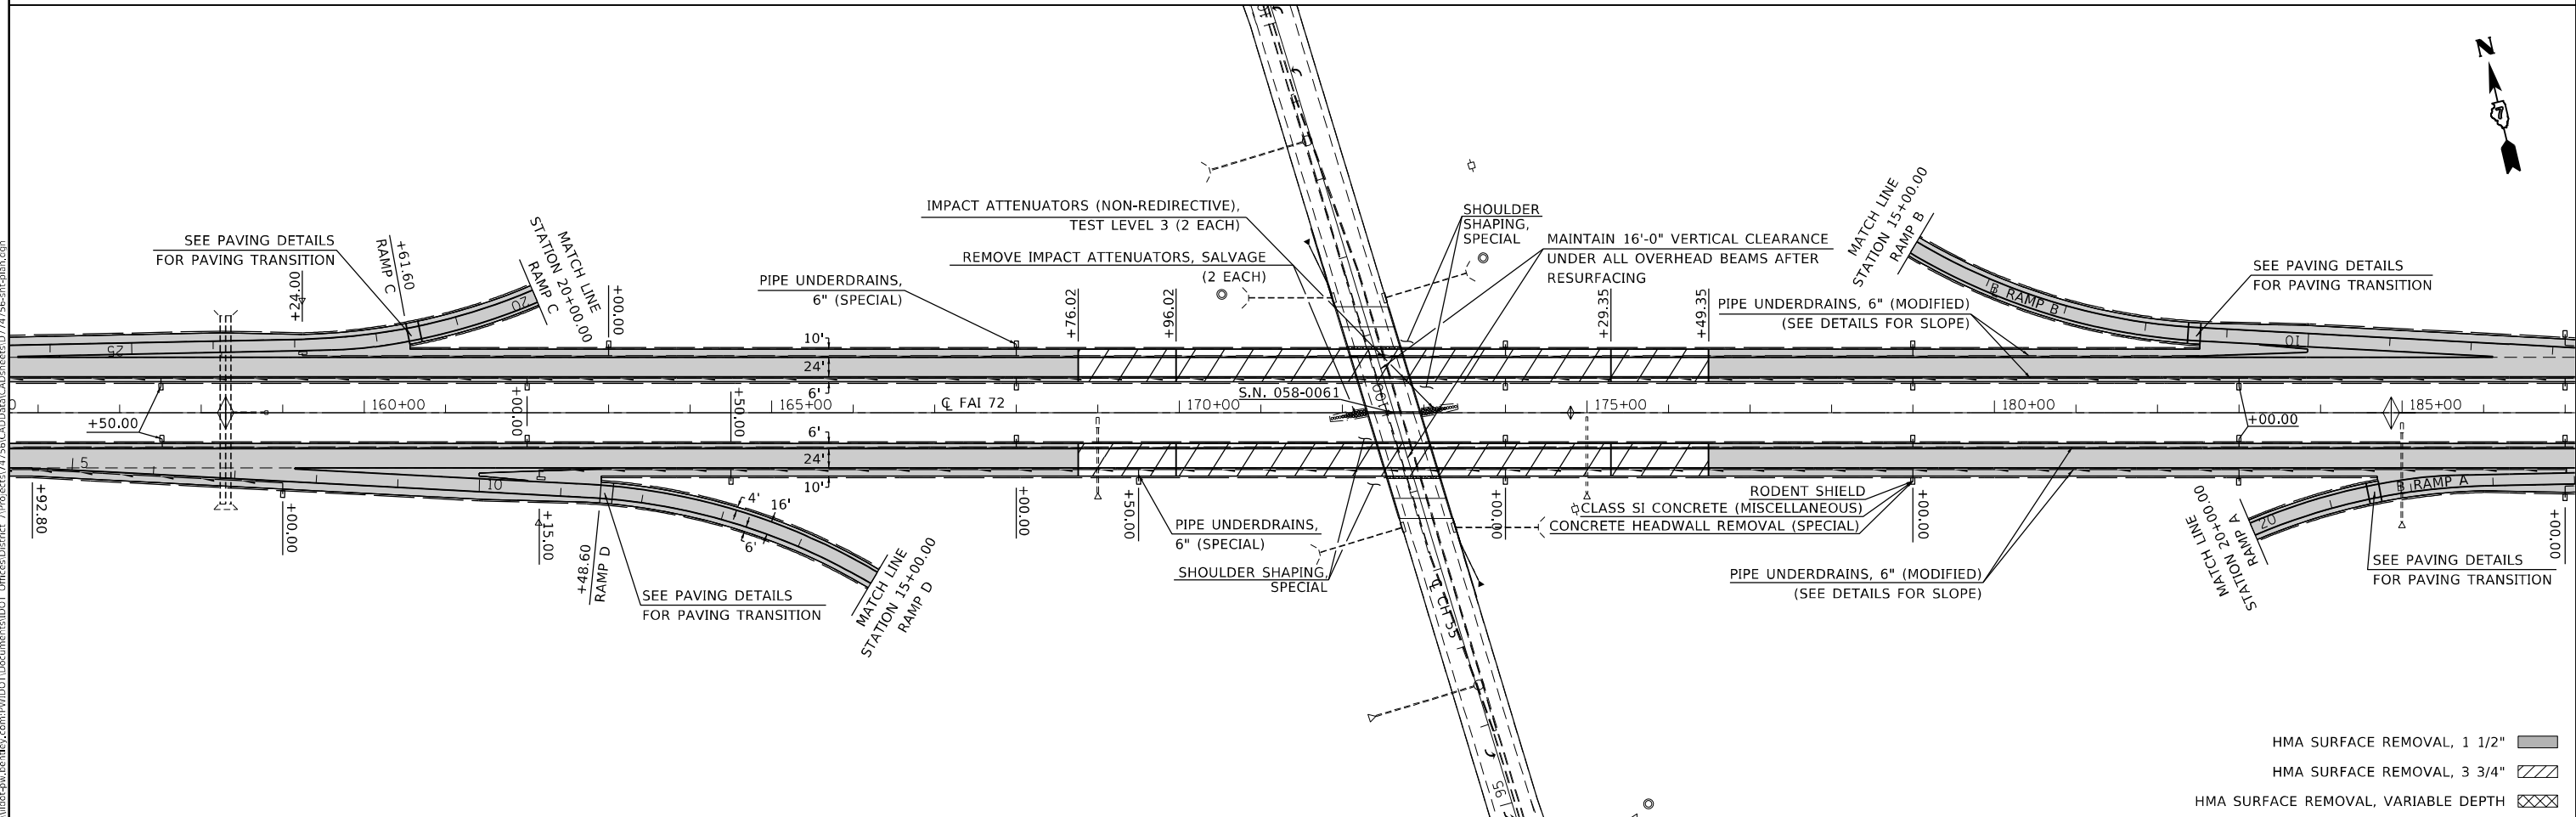 N
7
IMPACT ATTENUATORS (NON-REDIRECTIVE),
TEST LEVEL 3 (2 EACH)
REMOVE IMPACT ATTENUATORS, SALVAGE
(2 EACH)
SHOULDER
SHAPING,
SPECIAL
MAINTAIN 16'-0" VERTICAL CLEARANCE
UNDER ALL OVERHEAD BEAMS AFTER
RESURFACING
MATCH LINE
STATION 15+00.00
RAMP B
SEE PAVING DETAILS
FOR PAVING TRANSITION
+24.00
+61.60
RAMP C
MATCH LINE
STATION 20+00.00
RAMP C
+00.00
PIPE UNDERDRAINS,
6" (SPECIAL)
+76.02
+96.02
+29.35
+49.35
PIPE UNDERDRAINS, 6" (MODIFIED)
(SEE DETAILS FOR SLOPE)
B RAMP B
SEE PAVING DETAILS
FOR PAVING TRANSITION
25
20
10
10'
24'
6'
S.N. 058-0061
℄ FAI 72
160+00
165+00
170+00
175+00
180+00
185+00
+50.00
+00.00
+50.00
+00.00
6'
24'
10'
5
10
+92.80
+00.00
+15.00
+48.60
RAMP D
4'
16'
6'
SEE PAVING DETAILS
FOR PAVING TRANSITION
MATCH LINE
STATION 15+00.00
RAMP D
+00.00
+50.00
PIPE UNDERDRAINS,
6" (SPECIAL)
SHOULDER SHAPING,
SPECIAL
+00.00
RODENT SHIELD
CLASS SI CONCRETE (MISCELLANEOUS)
CONCRETE HEADWALL REMOVAL (SPECIAL)
+00.00
PIPE UNDERDRAINS, 6" (MODIFIED)
(SEE DETAILS FOR SLOPE)
B RAMP A
20
MATCH LINE
STATION 20+00.00
RAMP A
SEE PAVING DETAILS
FOR PAVING TRANSITION
+00.00
℄ CH 55
95
HMA SURFACE REMOVAL, 1 1/2"
HMA SURFACE REMOVAL, 3 3/4"
HMA SURFACE REMOVAL, VARIABLE DEPTH